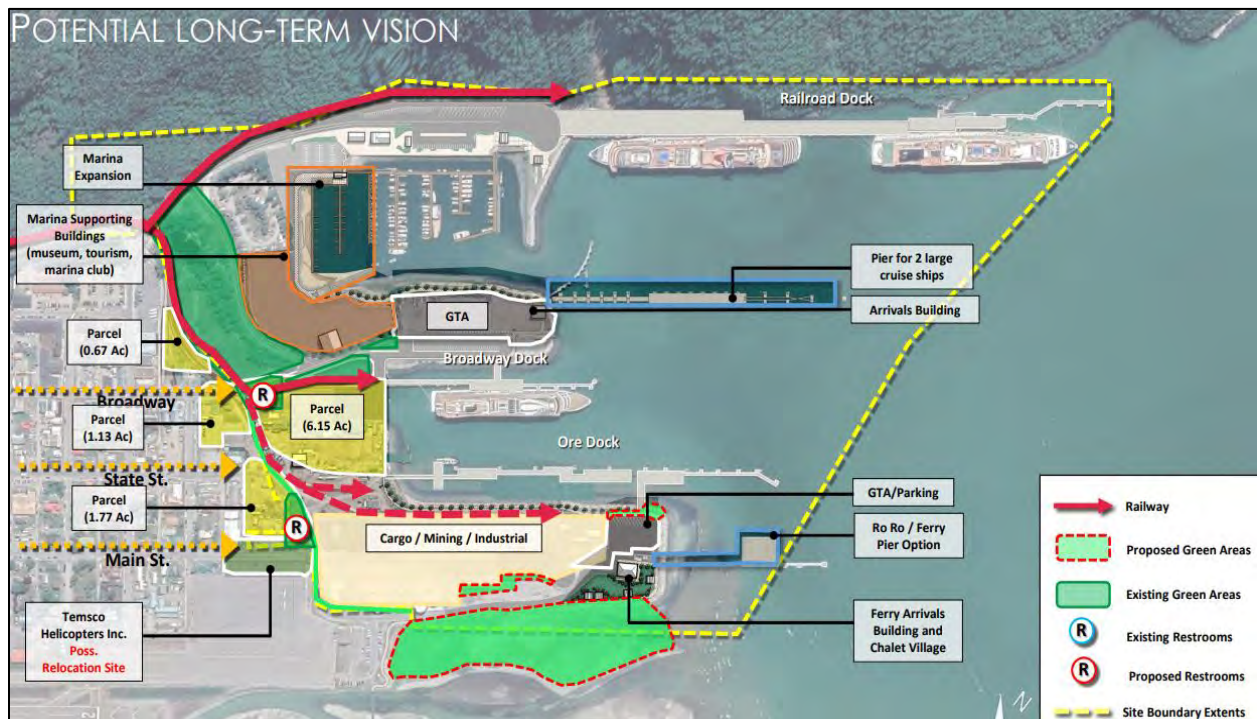 POTENTIAL LONG-TERM VISION
Railroad Dock
Marina
Expansion
Marina Supporting
Buildings
(museum, tourism,
marina club)
Pier for 2 large
cruise ships
Arrivals Building
GTA
Parcel
(0.67 Ac)
Broadway Dock
R
Broadway
Parcel
(1.13 Ac)
Parcel
(6.15 Ac)
Ore Dock
State St.
Parcel
(1.77 Ac)
GTA/Parking
R
Cargo / Mining / Industrial
Ro Ro / Ferry
Pier Option
Main St.
Temsco
Helicopters Inc.
Poss.
Relocation Site
Ferry Arrivals
Building and
Chalet Village
Railway
Proposed Green Areas
Existing Green Areas
R Existing Restrooms
R Proposed Restrooms
Site Boundary Extents
N